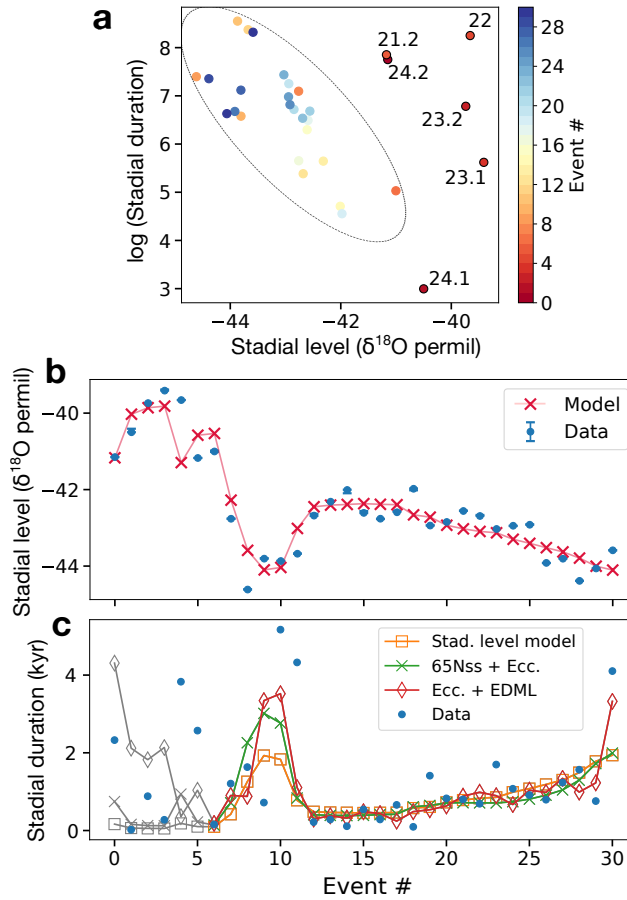 a
8
7
6
5
4
3
log (Stadial duration)
21.2
24.2
22
23.2
23.1
24.1
−44
−42
−40
Stadial level (δ¹⁸O permil)
28
24
20
16
12
8
4
0
Event #
b
−40
−42
−44
Stadial level (δ¹⁸O permil)
Model
Data
c
4
2
0
Stadial duration (kyr)
Stad. level model
65Nss + Ecc.
Ecc. + EDML
Data
0
5
10
15
20
25
30
Event #